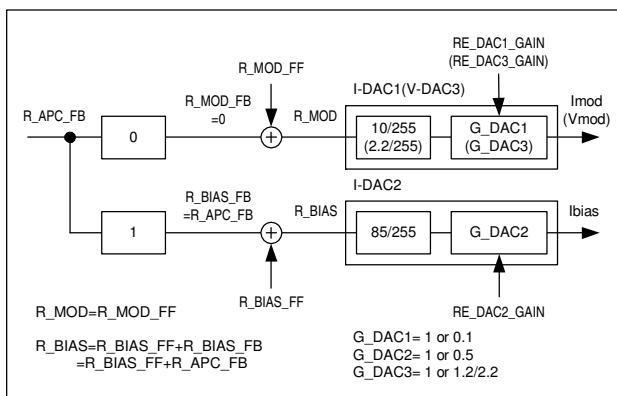 RE_DAC1_GAIN
(RE_DAC3_GAIN)
R_MOD_FF
I-DAC1(V-DAC3)
R_APC_FB
R_MOD_FB
=0
R_MOD
Imod
(Vmod)
0
10/255
(2.2/255)
G_DAC1
(G_DAC3)
I-DAC2
R_BIAS_FB
=R_APC_FB
R_BIAS
Ibias
1
85/255
G_DAC2
R_BIAS_FF
RE_DAC2_GAIN
R_MOD=R_MOD_FF
R_BIAS=R_BIAS_FF+R_BIAS_FB
=R_BIAS_FF+R_APC_FB
G_DAC1= 1 or 0.1
G_DAC2= 1 or 0.5
G_DAC3= 1 or 1.2/2.2